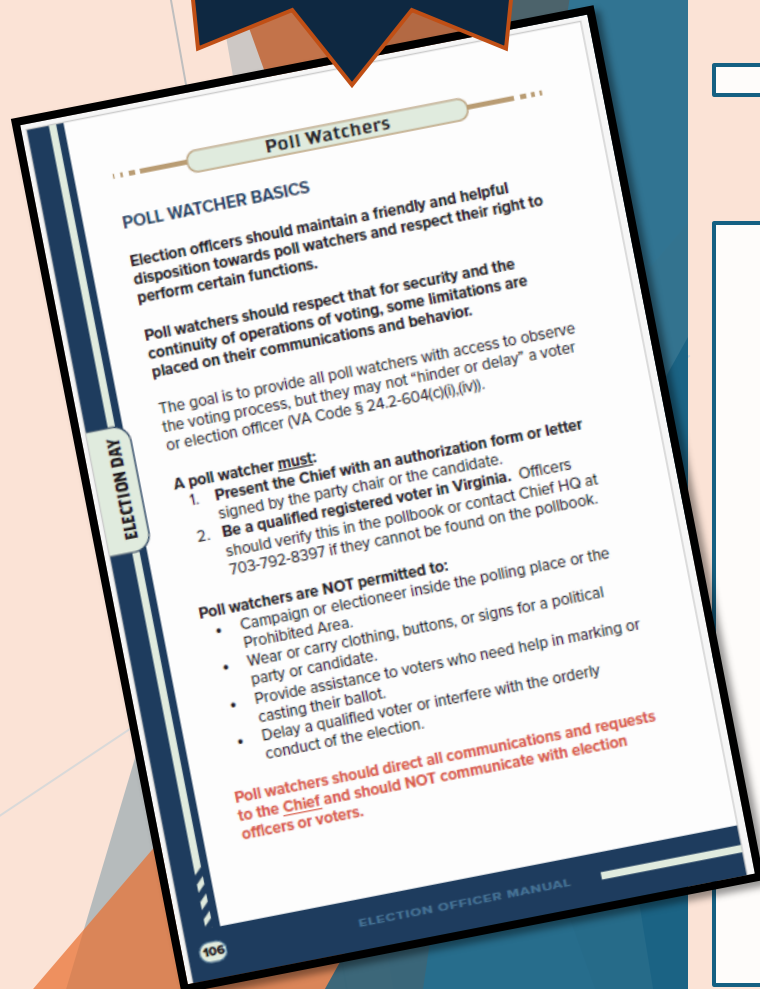 Poll Watchers
POLL WATCHER BASICS
Election officers should maintain a friendly and helpful
disposition towards poll watchers and respect their right to
perform certain functions.
Poll watchers should respect that for security and the
continuity of operations of voting, some limitations are
placed on their communications and behavior.
The goal is to provide all poll watchers with access to observe
the voting process, but they may not “hinder or delay” a voter
or election officer (VA Code § 24.2-604(c)(i),(iv)).
A poll watcher must:
1. Present the Chief with an authorization form or letter
signed by the party chair or the candidate.
2. Be a qualified registered voter in Virginia. Officers
should verify this in the pollbook or contact Chief HQ at
703-792-8397 if they cannot be found on the pollbook.
Poll watchers are NOT permitted to:
• Campaign or electioneer inside the polling place or the
Prohibited Area.
• Wear or carry clothing, buttons, or signs for a political
party or candidate.
• Provide assistance to voters who need help in marking or
casting their ballot.
• Delay a qualified voter or interfere with the orderly
conduct of the election.
Poll watchers should direct all communications and requests
to the Chief and should NOT communicate with election
officers or voters.
ELECTION DAY
ELECTION OFFICER MANUAL
106